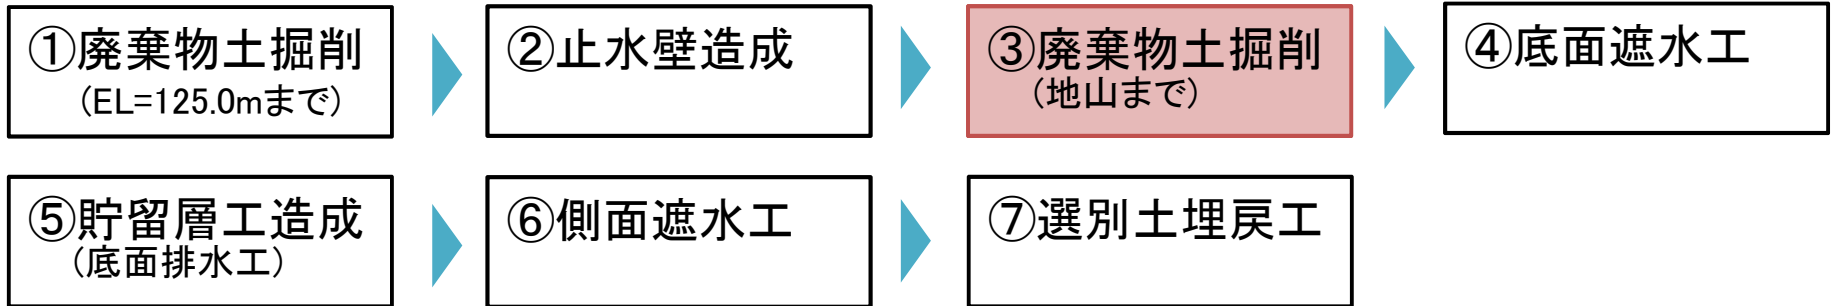 ①廃棄物土掘削
(EL=125.0mまで)
②止水壁造成
③廃棄物土掘削
(地山まで)
④底面遮水工
⑤貯留層工造成
(底面排水工)
⑥側面遮水工
⑦選別土埋戻工